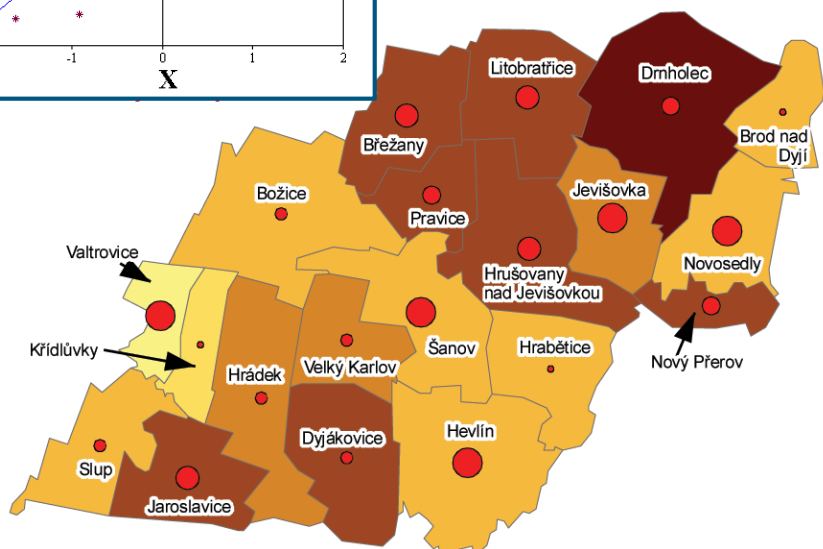 -1 0 1 2
X
Litobratřice
Drnholec
Břežany
Brod nad
Dyjí
Božice
Pravice
Jevišovka
Valtrovice
Novosedly
Hrušovany
nad Jevišovkou
Křídlůvky
Šanov
Hrabětice
Nový Přerov
Velký Karlov
Hrádek
Hevlín
Dyjákovice
Slup
Jaroslavice